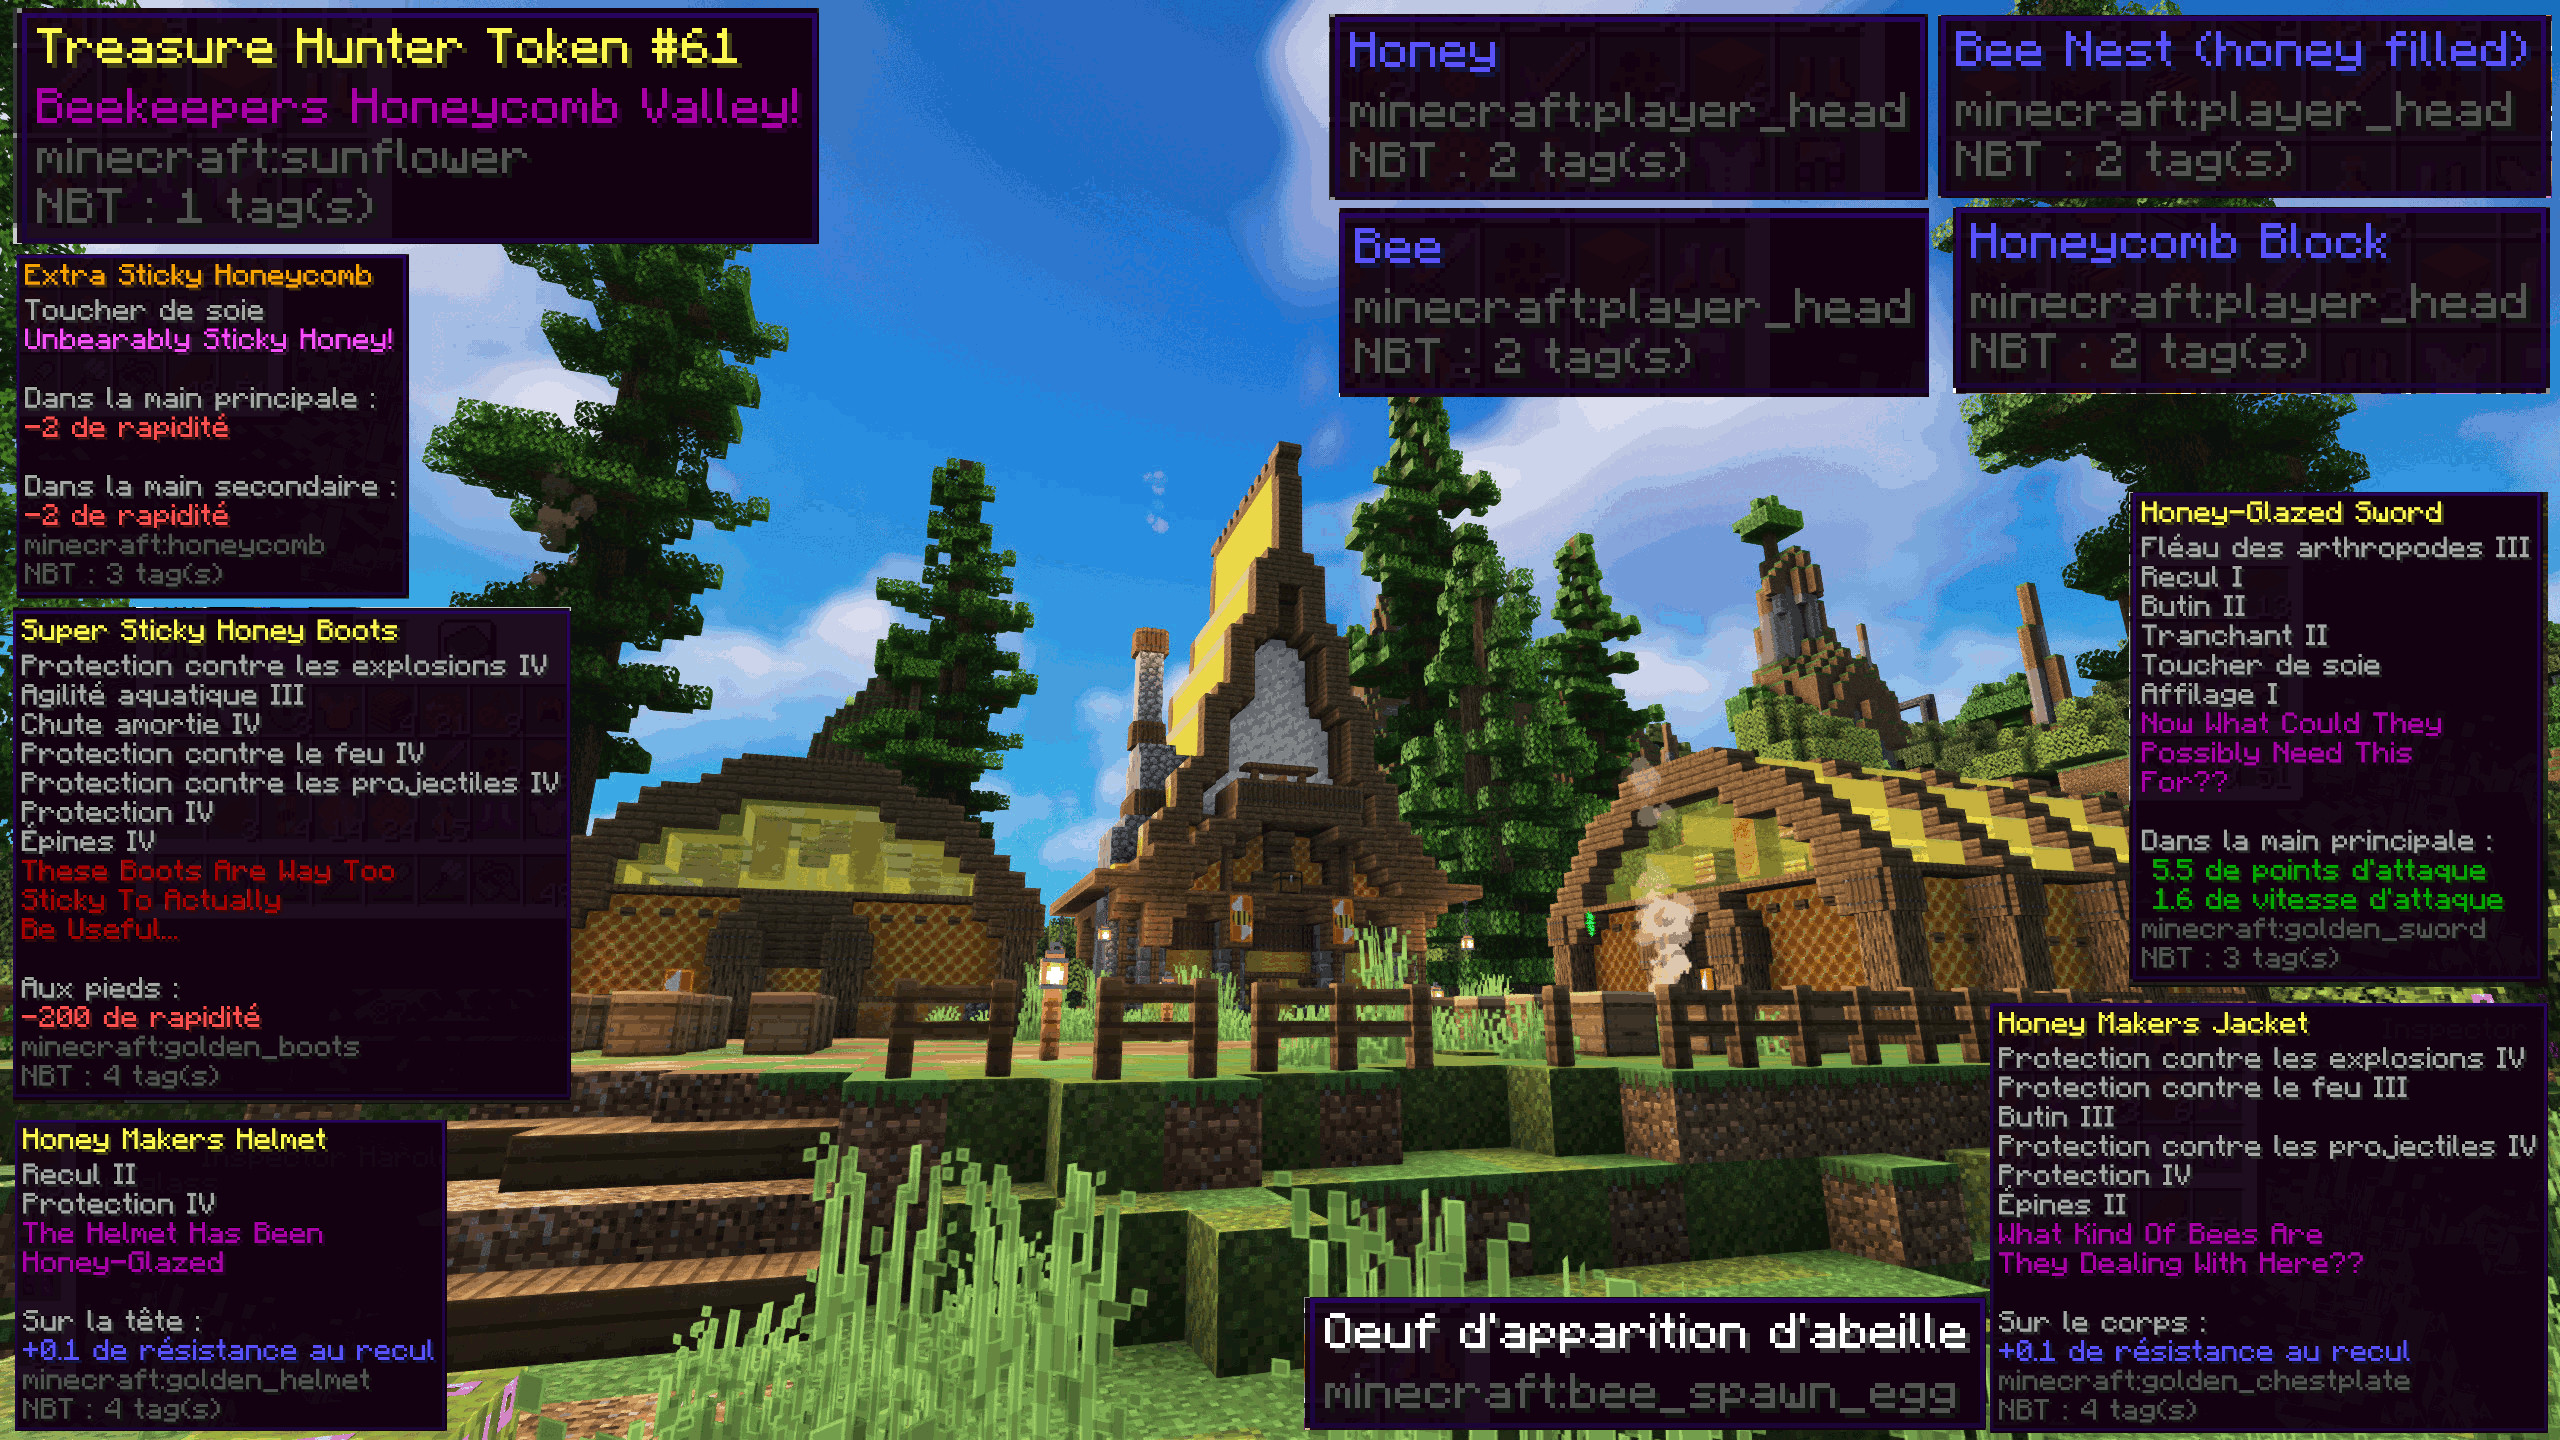 Treasure Hunter Token #61
Beekeepers Honeycomb Valley!
minecraft:sunflower
NBT : 1 tag(s)
Honey
minecraft:player_head
NBT : 2 tag(s)
Bee Nest (honey filled)
minecraft:player_head
NBT : 2 tag(s)
Bee
minecraft:player_head
NBT : 2 tag(s)
Honeycomb Block
minecraft:player_head
NBT : 2 tag(s)
Extra Sticky Honeycomb
Toucher de soie
Unbearably Sticky Honey!
Dans la main principale :
-2 de rapidité
Dans la main secondaire :
-2 de rapidité
minecraft:honeycomb
NBT : 3 tag(s)
Super Sticky Honey Boots
Protection contre les explosions IV
Agilité aquatique III
Chute amortie IV
Protection contre le feu IV
Protection contre les projectiles IV
Protection IV
Épines IV
These Boots Are Way Too
Sticky To Actually
Be Useful...
Aux pieds :
-200 de rapidité
minecraft:golden_boots
NBT : 4 tag(s)
Honey Makers Helmet
Recul II
Protection IV
The Helmet Has Been
Honey-Glazed
Sur la tête :
+0.1 de résistance au recul
minecraft:golden_helmet
NBT : 4 tag(s)
Honey-Glazed Sword
Fléau des arthropodes III
Recul I
Butin II
Tranchant II
Toucher de soie
Affilage I
Now What Could They
Possibly Need This
For??
Dans la main principale :
5.5 de points d'attaque
1.6 de vitesse d'attaque
minecraft:golden_sword
NBT : 3 tag(s)
Honey Makers Jacket
Protection contre les explosions IV
Protection contre le feu III
Butin III
Protection contre les projectiles IV
Protection IV
Épines II
What Kind Of Bees Are
They Dealing With Here??
Sur le corps :
+0.1 de résistance au recul
minecraft:golden_chestplate
NBT : 4 tag(s)
Oeuf d'apparition d'abeille
minecraft:bee_spawn_egg